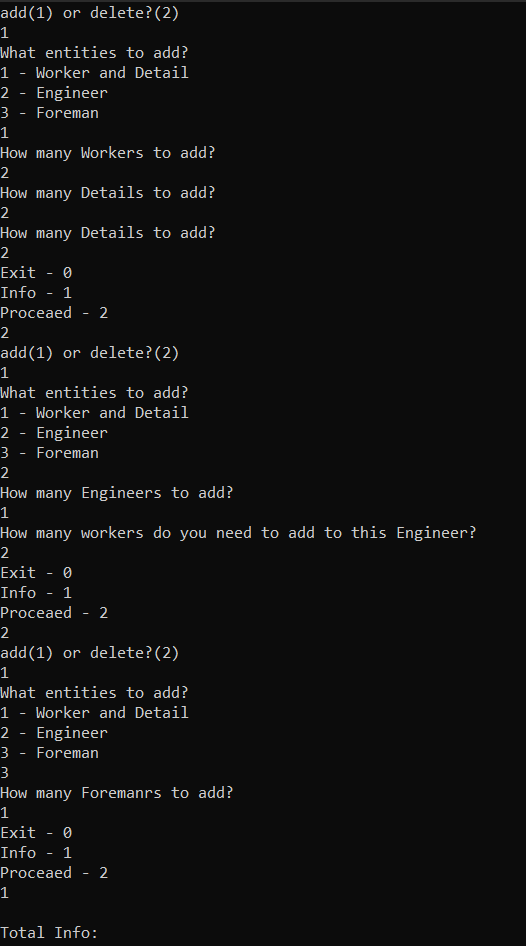 add(1) or delete?(2)
1
What entities to add?
1 - Worker and Detail
2 - Engineer
3 - Foreman
1
How many Workers to add?
2
How many Details to add?
2
How many Details to add?
2
Exit - 0
Info - 1
Proceaed - 2
2
add(1) or delete?(2)
1
What entities to add?
1 - Worker and Detail
2 - Engineer
3 - Foreman
2
How many Engineers to add?
1
How many workers do you need to add to this Engineer?
2
Exit - 0
Info - 1
Proceaed - 2
2
add(1) or delete?(2)
1
What entities to add?
1 - Worker and Detail
2 - Engineer
3 - Foreman
3
How many Foremanrs to add?
1
Exit - 0
Info - 1
Proceaed - 2
1
Total Info: